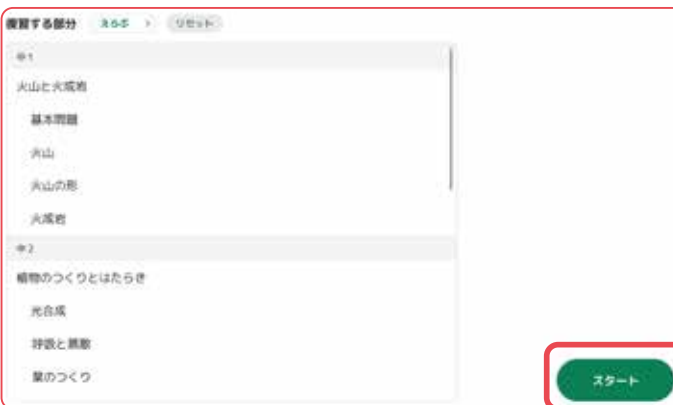 復習する部分 えらぶ > リセット
中1
火山と火成岩
基本問題
火山
火山の形
火成岩
中2
植物のつくりとはたらき
光合成
呼吸と蒸散
葉のつくり
スタート